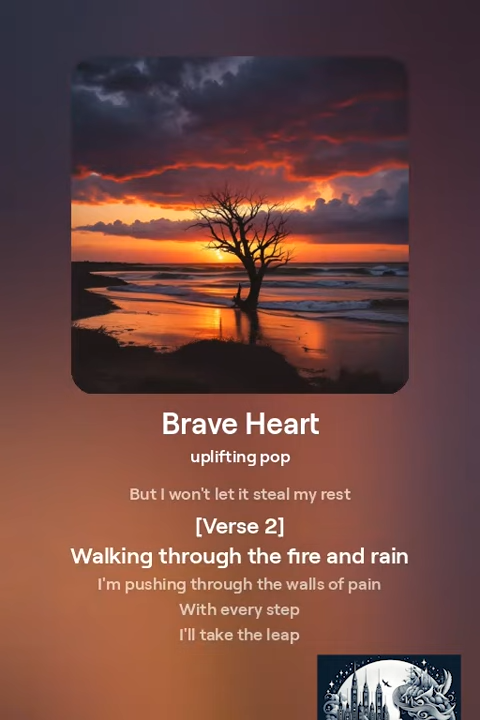 Brave Heart
uplifting pop
But I won't let it steal my rest
[Verse 2]
Walking through the fire and rain
I'm pushing through the walls of pain
With every step
I'll take the leap